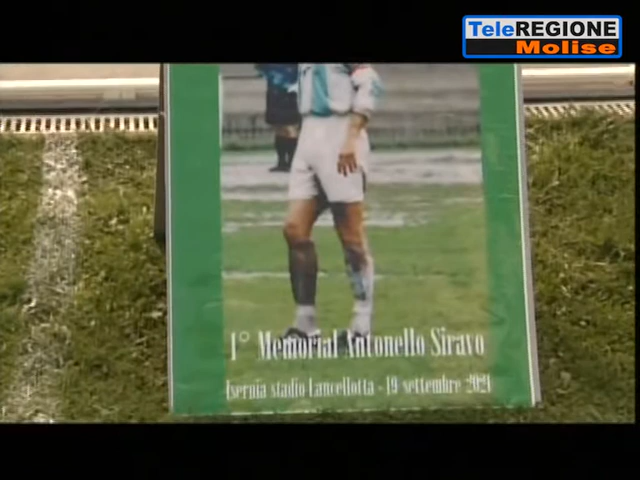 TeleREGIONE
Molise
1° Memorial Antonello Siravo
Isernia stadio Lancellotta - 19 settembre 2021